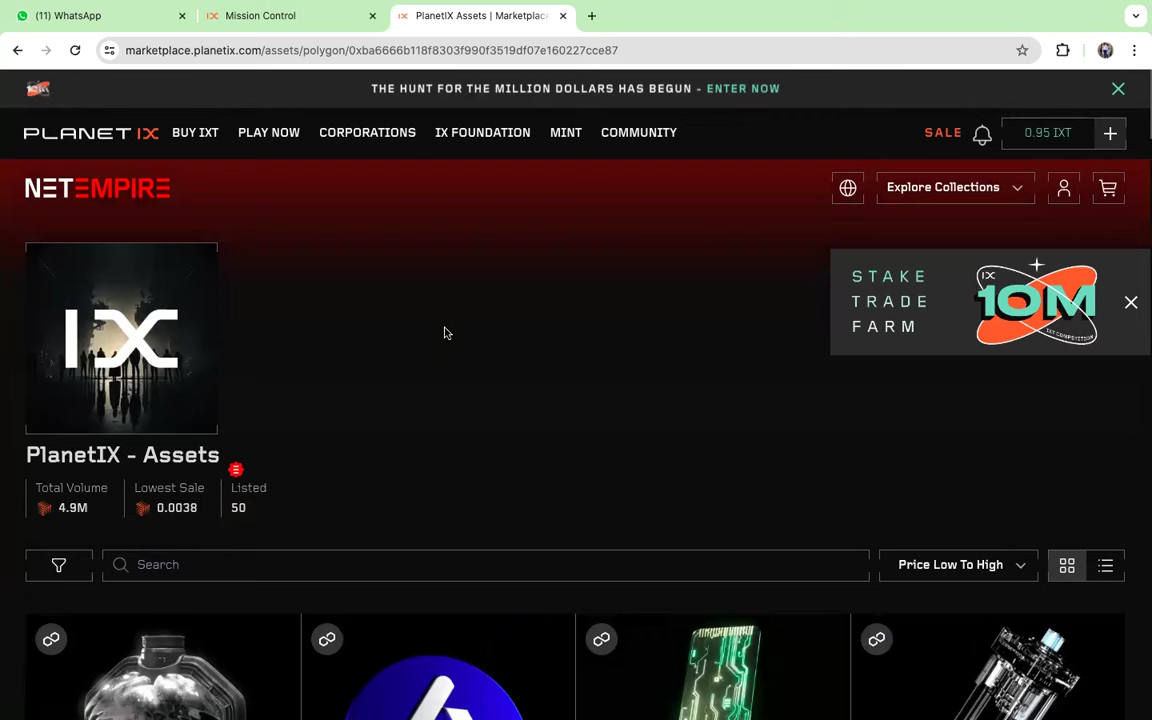 (11) WhatsApp
Mission Control
PlanetIX Assets | Marketplace
marketplace.planetix.com/assets/polygon/0xba6666b118f8303f990f3519df07e160227cce87
THE HUNT FOR THE MILLION DOLLARS HAS BEGUN - ENTER NOW
PLANET IX
BUY IXT
PLAY NOW
CORPORATIONS
IX FOUNDATION
MINT
COMMUNITY
SALE
0.95 IXT
NETEMPIRE
Explore Collections
IX
STAKE
TRADE
FARM
IX
10M
IXT COMPETITION
PlanetIX - Assets
Total Volume
4.9M
Lowest Sale
0.0038
Listed
50
Search
Price Low To High